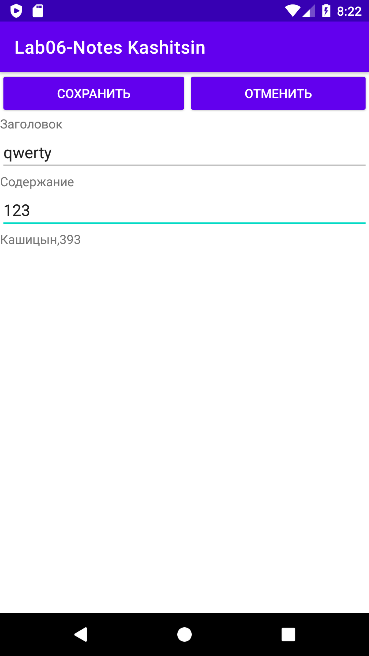 8:22
Lab06-Notes Kashitsin
СОХРАНИТЬ ОТМЕНИТЬ
Заголовок
qwerty
Содержание
123
Кашицын,393